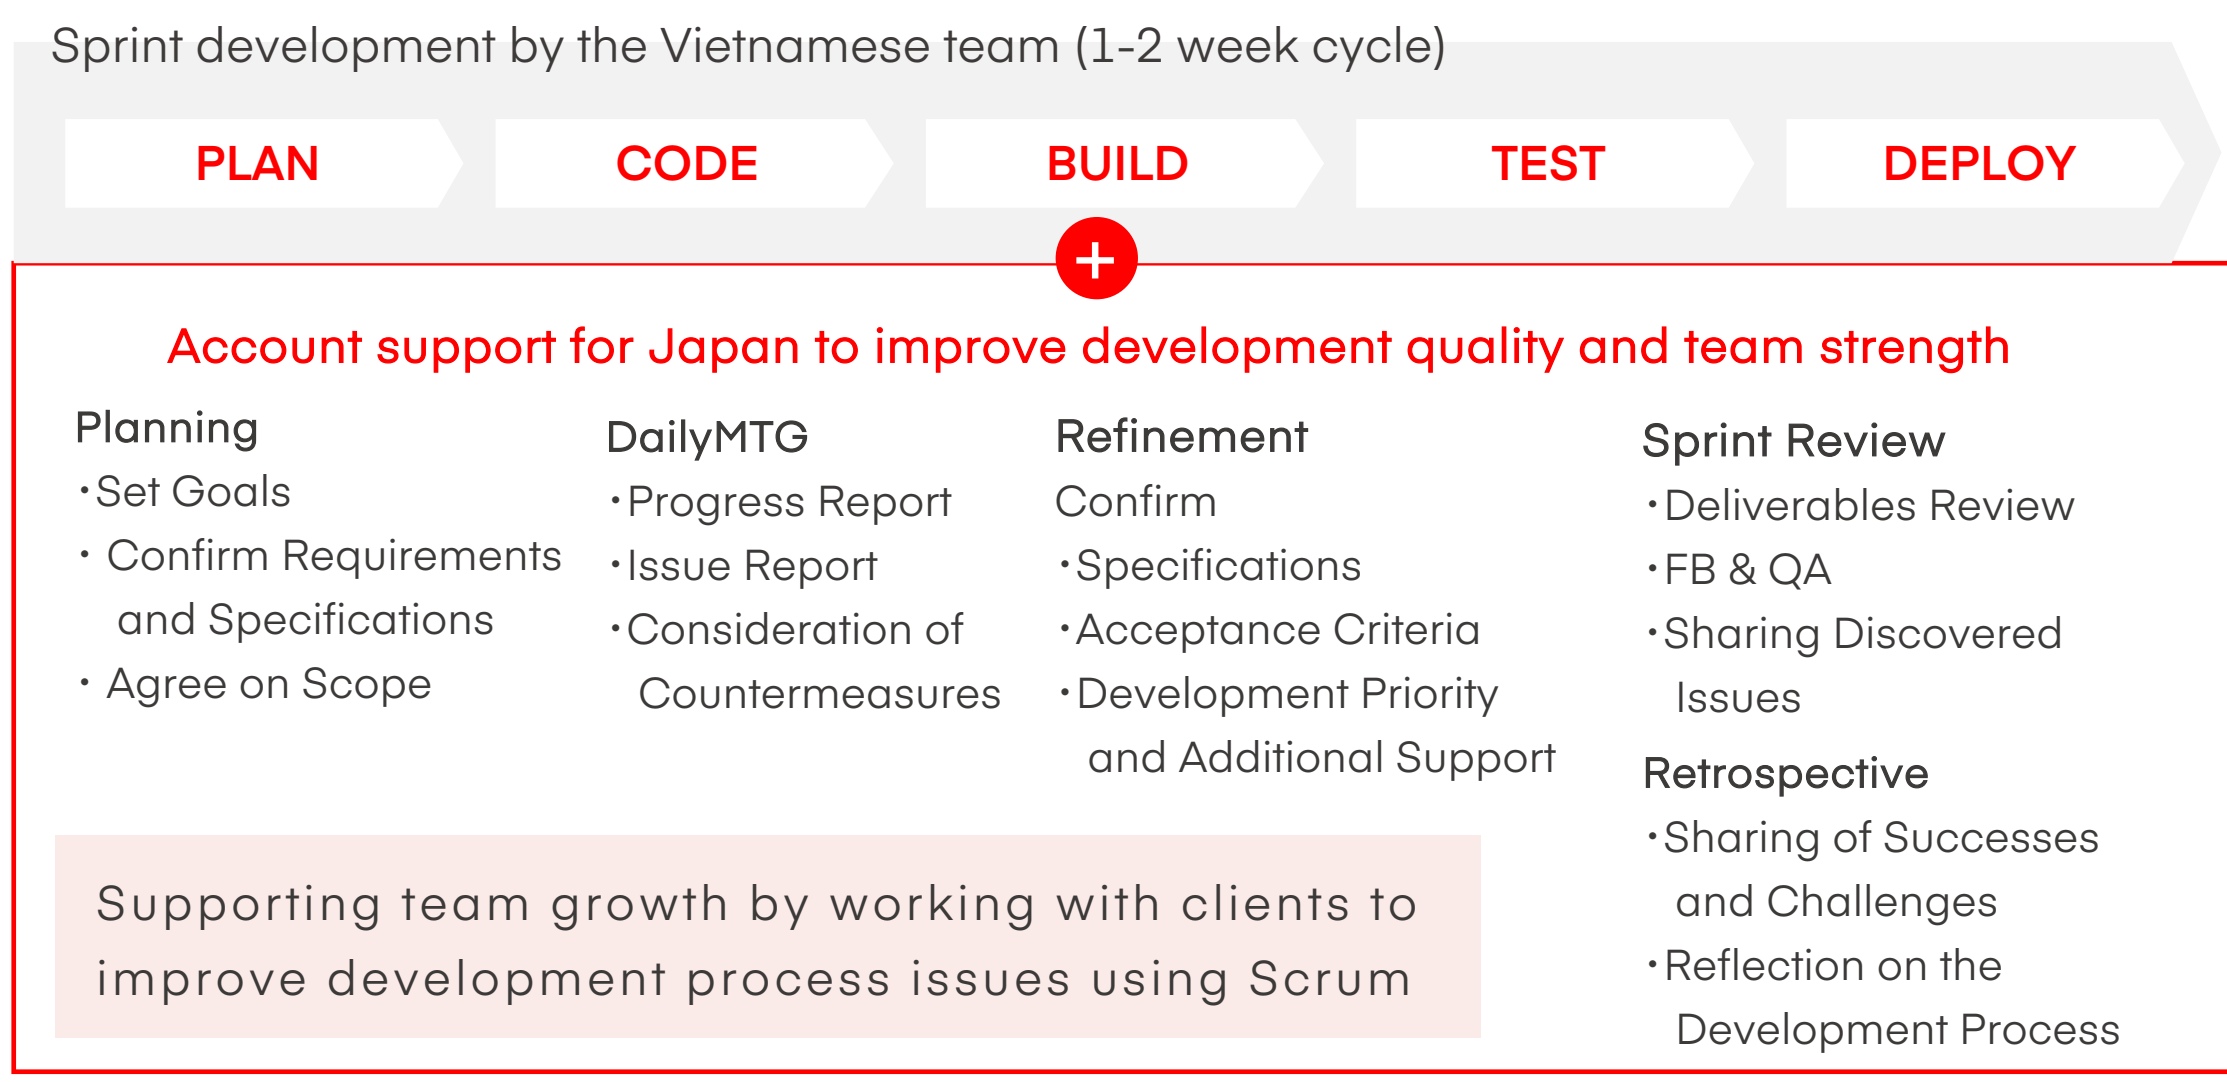 Sprint development by the Vietnamese team (1-2 week cycle)
PLAN
CODE
BUILD
TEST
DEPLOY
+
Account support for Japan to improve development quality and team strength
Planning
・Set Goals
・ Confirm Requirements
and Specifications
・ Agree on Scope
DailyMTG
・Progress Report
・Issue Report
・Consideration of
Countermeasures
Refinement
Confirm
・Specifications
・Acceptance Criteria
・Development Priority
and Additional Support
Sprint Review
・Deliverables Review
・FB & QA
・Sharing Discovered
Issues
Retrospective
・Sharing of Successes
and Challenges
・Reflection on the
Development Process
Supporting team growth by working with clients to
improve development process issues using Scrum